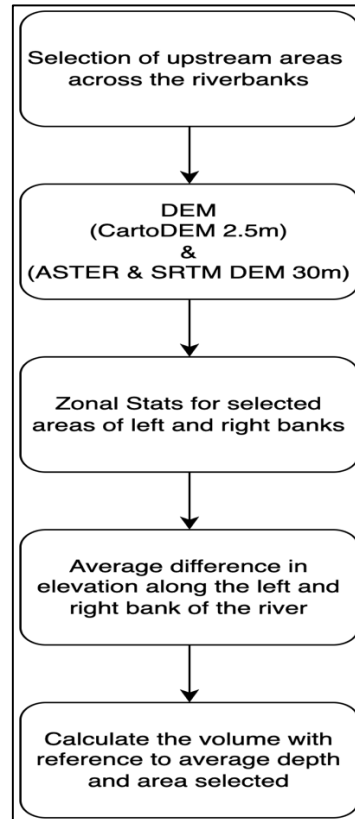 Selection of upstream areas
across the riverbanks
DEM
(CartoDEM 2.5m)
&
(ASTER & SRTM DEM 30m)
Zonal Stats for selected
areas of left and right banks
Average difference in
elevation along the left and
right bank of the river
Calculate the volume with
reference to average depth
and area selected